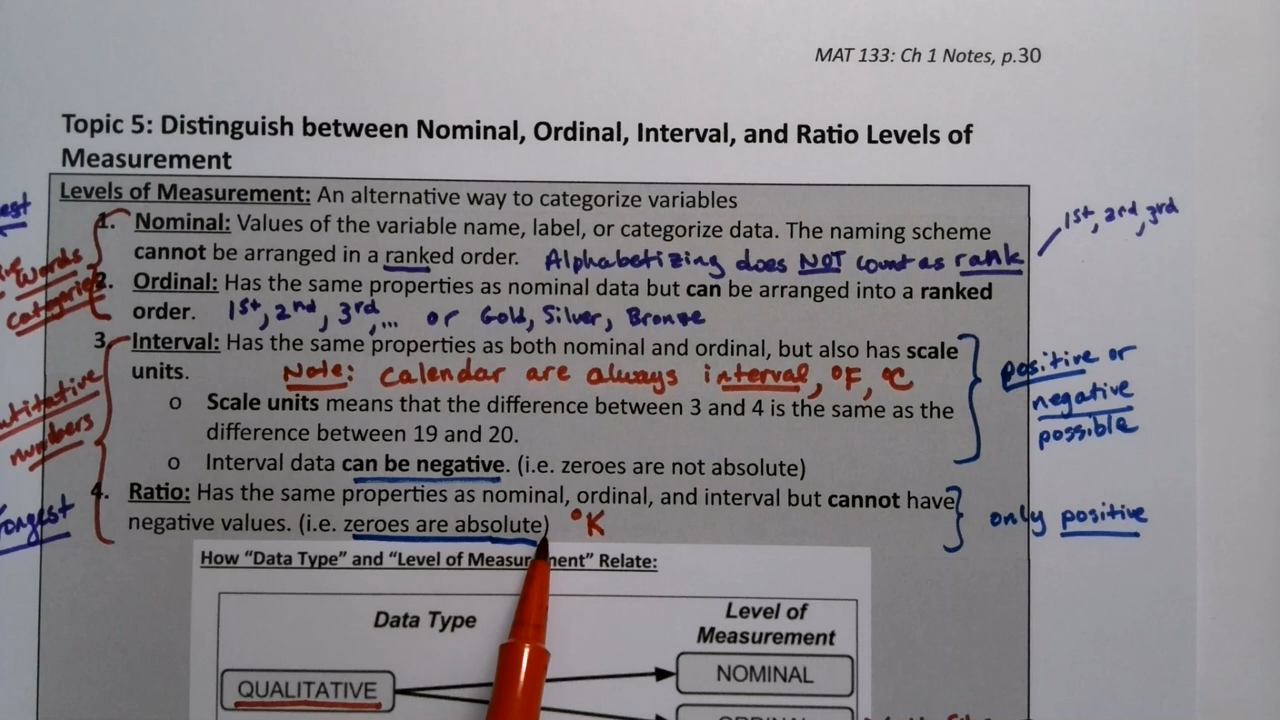 MAT 133: Ch 1 Notes, p.30
Topic 5: Distinguish between Nominal, Ordinal, Interval, and Ratio Levels of
Measurement
Levels of Measurement: An alternative way to categorize variables
1. Nominal: Values of the variable name, label, or categorize data. The naming scheme
cannot be arranged in a ranked order. Alphabetizing does NOT count as rank
1st, 2nd, 3rd
words
categories
2. Ordinal: Has the same properties as nominal data but can be arranged into a ranked
order. 1st, 2nd, 3rd, ... or Gold, Silver, Bronze
3. Interval: Has the same properties as both nominal and ordinal, but also has scale
units. Note: Calendar are always interval, °F, °C
o Scale units means that the difference between 3 and 4 is the same as the
difference between 19 and 20.
o Interval data can be negative. (i.e. zeroes are not absolute)
positive or
negative
possible
numbers
4. Ratio: Has the same properties as nominal, ordinal, and interval but cannot have
negative values. (i.e. zeroes are absolute) °K
only positive
How "Data Type" and "Level of Measurement" Relate:
Data Type
Level of
Measurement
QUALITATIVE
NOMINAL